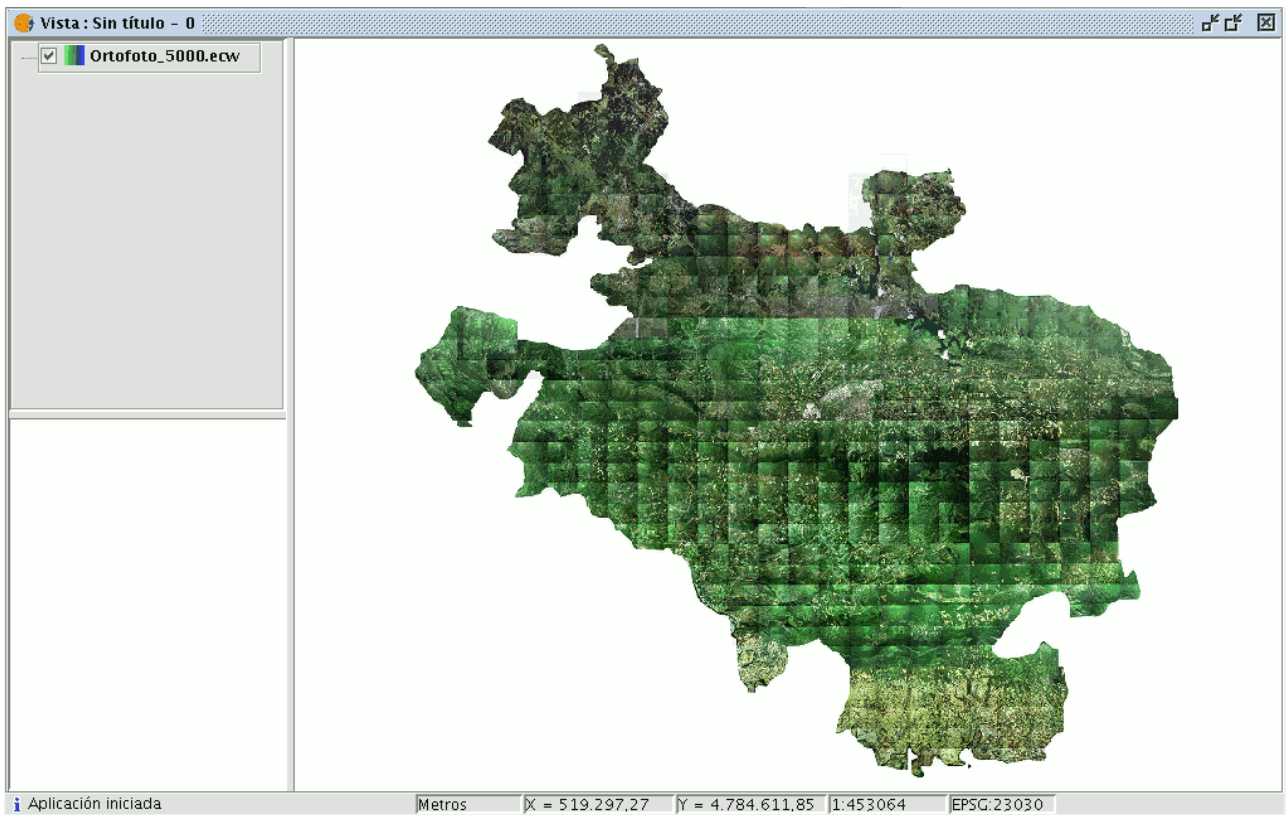 Vista : Sin título - 0
Ortofoto_5000.ecw
Aplicación iniciada
Metros
X = 519.297,27
Y = 4.784.611,85
1:453064
EPSG:23030